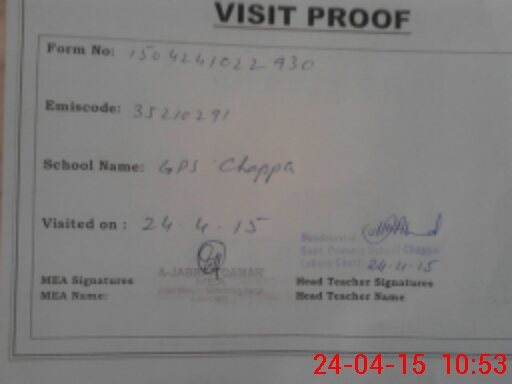 VISIT PROOF
Form No: 1504241022930
Emiscode: 35210291
School Name: GPS Chappa
Visited on : 24-4-15
Chappa
24-4-15
MEA Signatures
Head Teacher Signatures
MEA Name:
Head Teacher Name
24-04-15 10:53